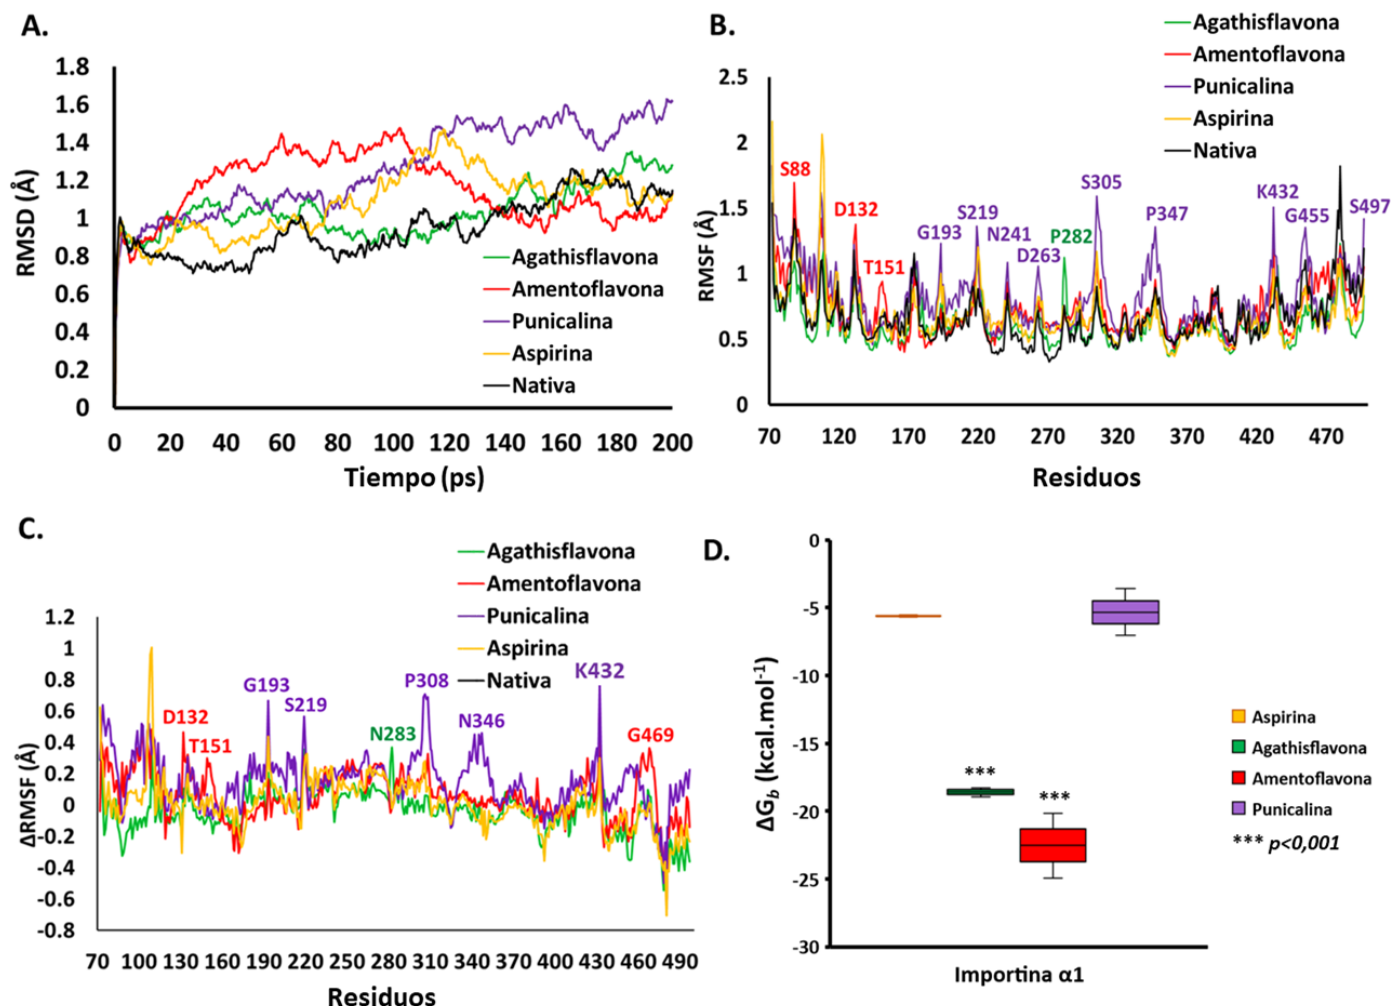 A.
1.8
1.6
1.4
1.2
1
0.8
0.6
0.4
0.2
0
RMSD (Å)
0 20 40 60 80 100 120 140 160 180 200
Tiempo (ps)
Agathisflavona
Amentoflavona
Punicalina
Aspirina
Nativa
B.
Agathisflavona
Amentoflavona
Punicalina
Aspirina
Nativa
2.5
2
1.5
1
0.5
0
RMSF (Å)
S88
D132
T151
G193
S219
N241
D263
P282
S305
P347
K432
G455
S497
70 120 170 220 270 320 370 420 470
Residuos
C.
Agathisflavona
Amentoflavona
Punicalina
Aspirina
Nativa
1.2
1
0.8
0.6
0.4
0.2
0
-0.2
-0.4
-0.6
-0.8
ΔRMSF (Å)
D132
T151
G193
S219
N283
P308
N346
K432
G469
70 100 130 160 190 220 250 280 310 340 370 400 430 460 490
Residuos
D.
0
-5
-10
-15
-20
-25
-30
ΔGb (kcal.mol-1)
***
***
Importina α1
Aspirina
Agathisflavona
Amentoflavona
Punicalina
*** p<0,001